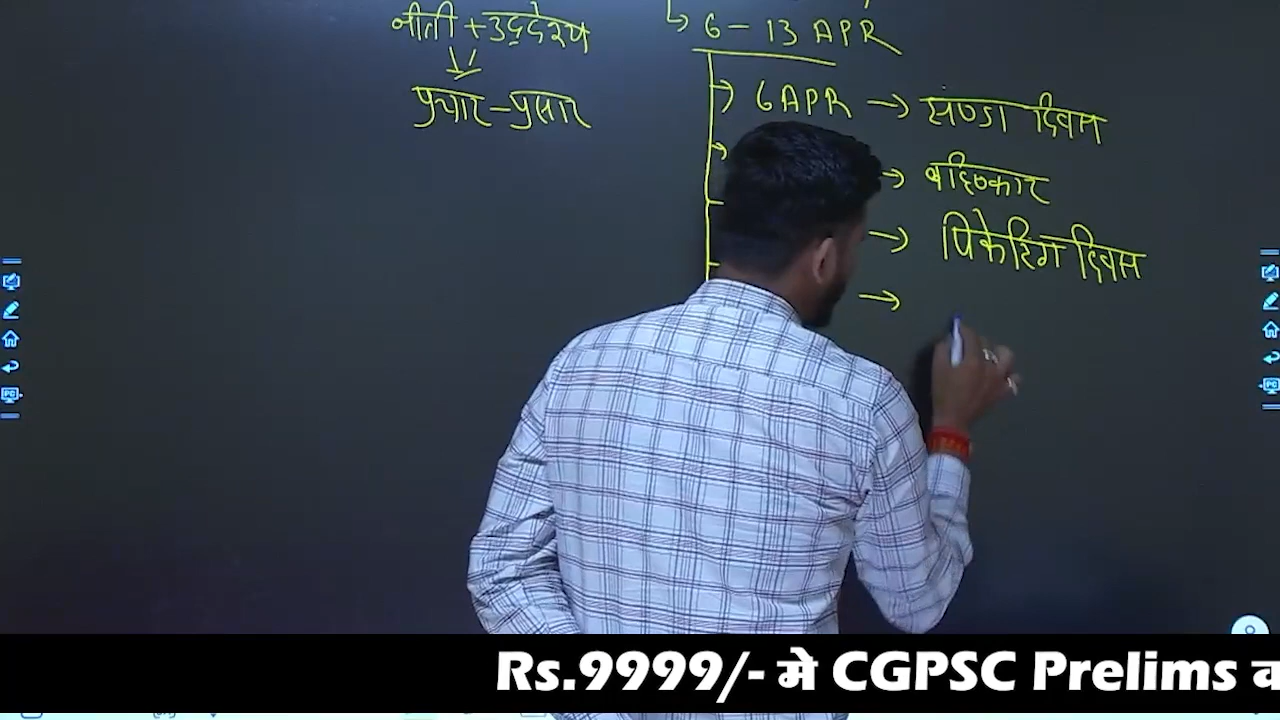 नीती + उद्देश्य
प्रचार - प्रसार
6 - 13 APR
6 APR → झण्डा दिवस
→ बहिष्कार
→ पिकेटिंग दिवस
→
Rs.9999/- मे CGPSC Prelims